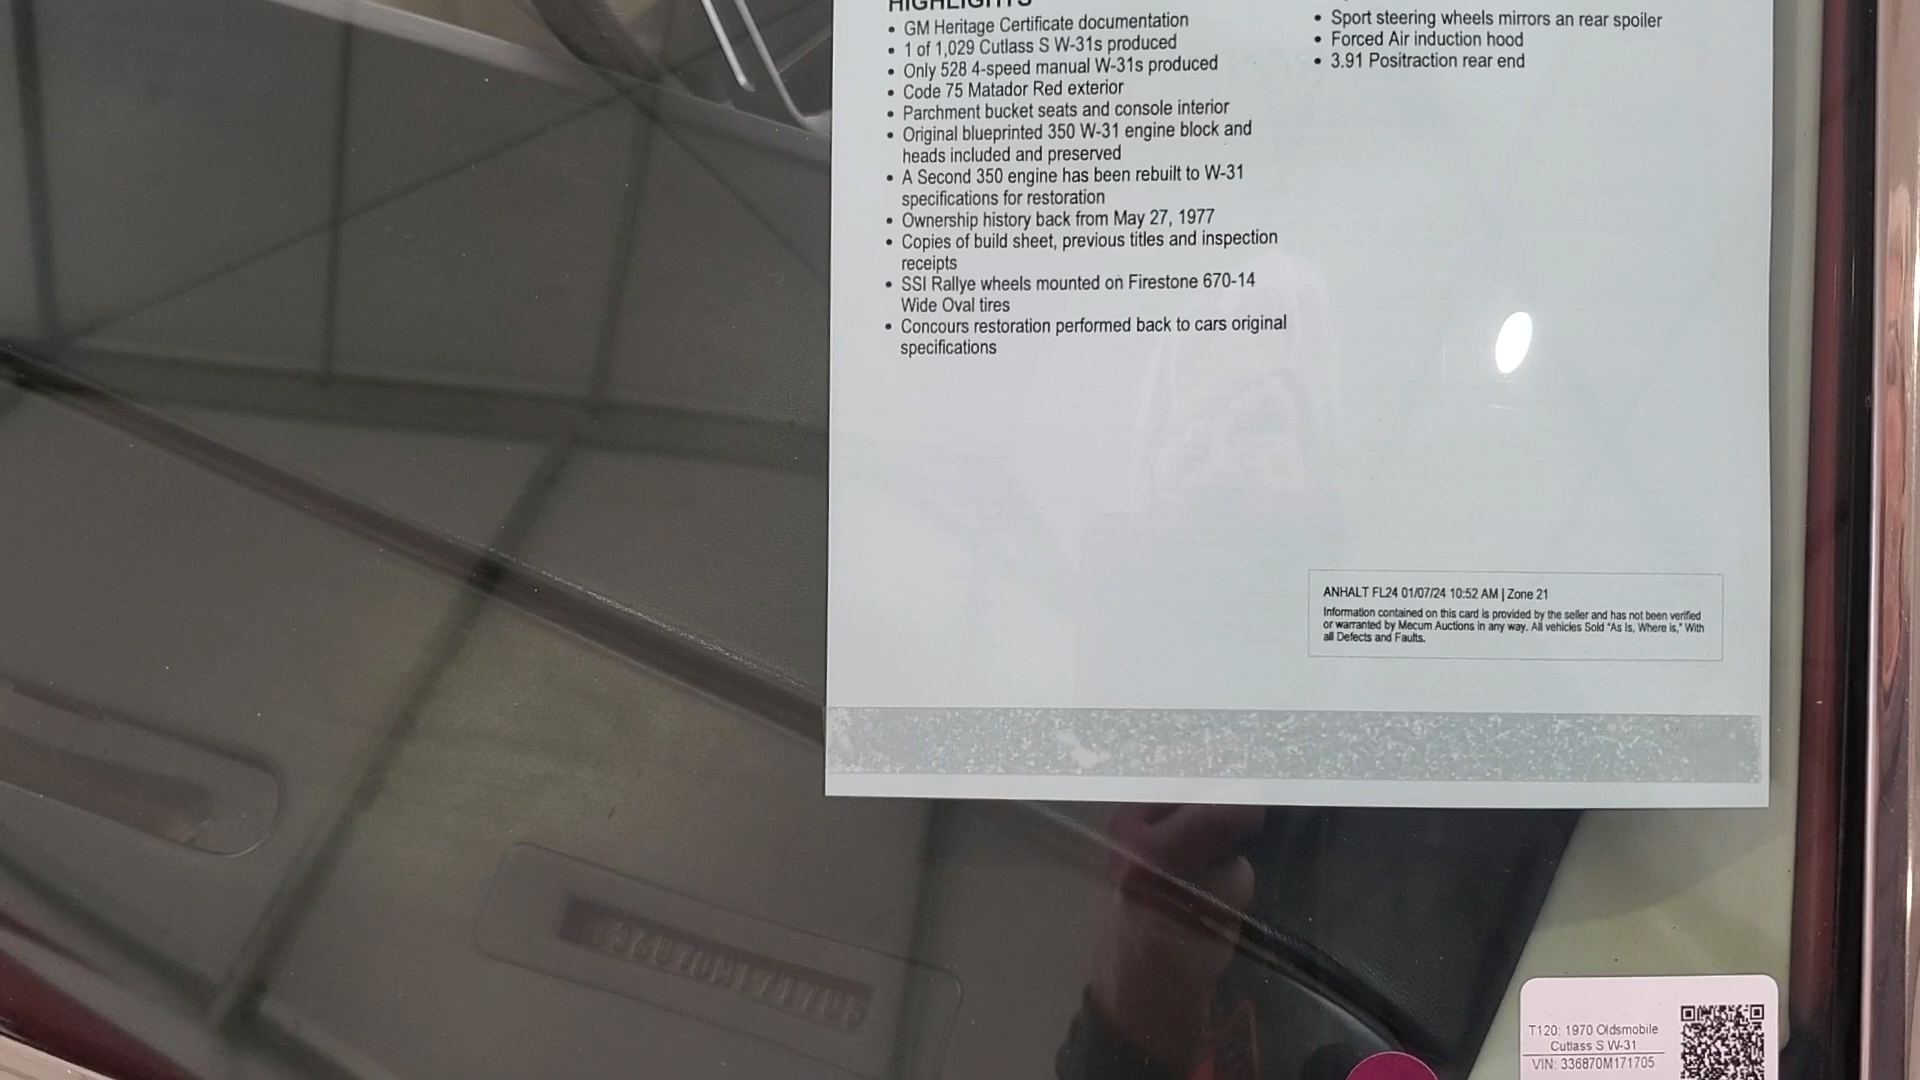 HIGHLIGHTS
• GM Heritage Certificate documentation
• 1 of 1,029 Cutlass S W-31s produced
• Only 528 4-speed manual W-31s produced
• Code 75 Matador Red exterior
• Parchment bucket seats and console interior
• Original blueprinted 350 W-31 engine block and
heads included and preserved
• A Second 350 engine has been rebuilt to W-31
specifications for restoration
• Ownership history back from May 27, 1977
• Copies of build sheet, previous titles and inspection
receipts
• SSI Rallye wheels mounted on Firestone 670-14
Wide Oval tires
• Concours restoration performed back to cars original
specifications
• Sport steering wheels mirrors an rear spoiler
• Forced Air induction hood
• 3.91 Positraction rear end
ANHALT FL24 01/07/24 10:52 AM | Zone 21
Information contained on this card is provided by the seller and has not been verified
or warranted by Mecum Auctions in any way. All vehicles Sold "As Is, Where is," With
all Defects and Faults.
T120: 1970 Oldsmobile
Cutlass S W-31
VIN: 336870M171705